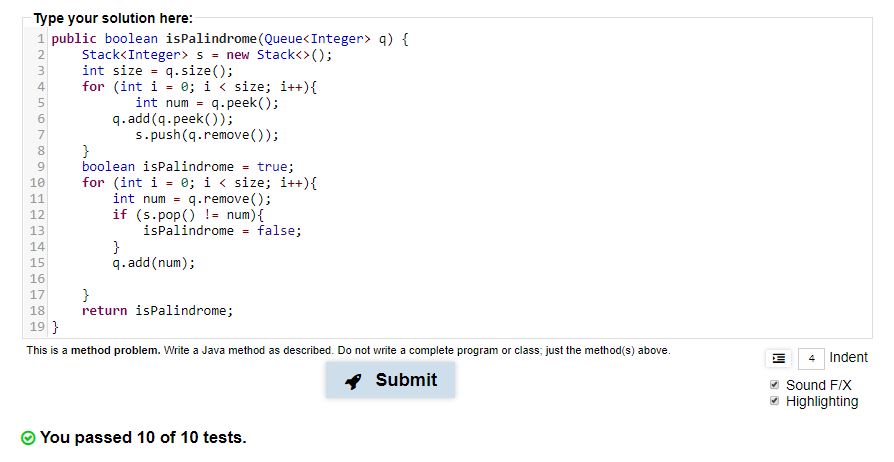 Type your solution here:
1 public boolean isPalindrome(Queue<Integer> q) {
2     Stack<Integer> s = new Stack<>();
3     int size = q.size();
4     for (int i = 0; i < size; i++){
5            int num = q.peek();
6         q.add(q.peek());
7            s.push(q.remove());
8     }
9     boolean isPalindrome = true;
10     for (int i = 0; i < size; i++){
11         int num = q.remove();
12         if (s.pop() != num){
13             isPalindrome = false;
14         }
15         q.add(num);
16
17     }
18     return isPalindrome;
19 }
This is a method problem. Write a Java method as described. Do not write a complete program or class; just the method(s) above.
4 Indent
Submit
Sound F/X
Highlighting
You passed 10 of 10 tests.